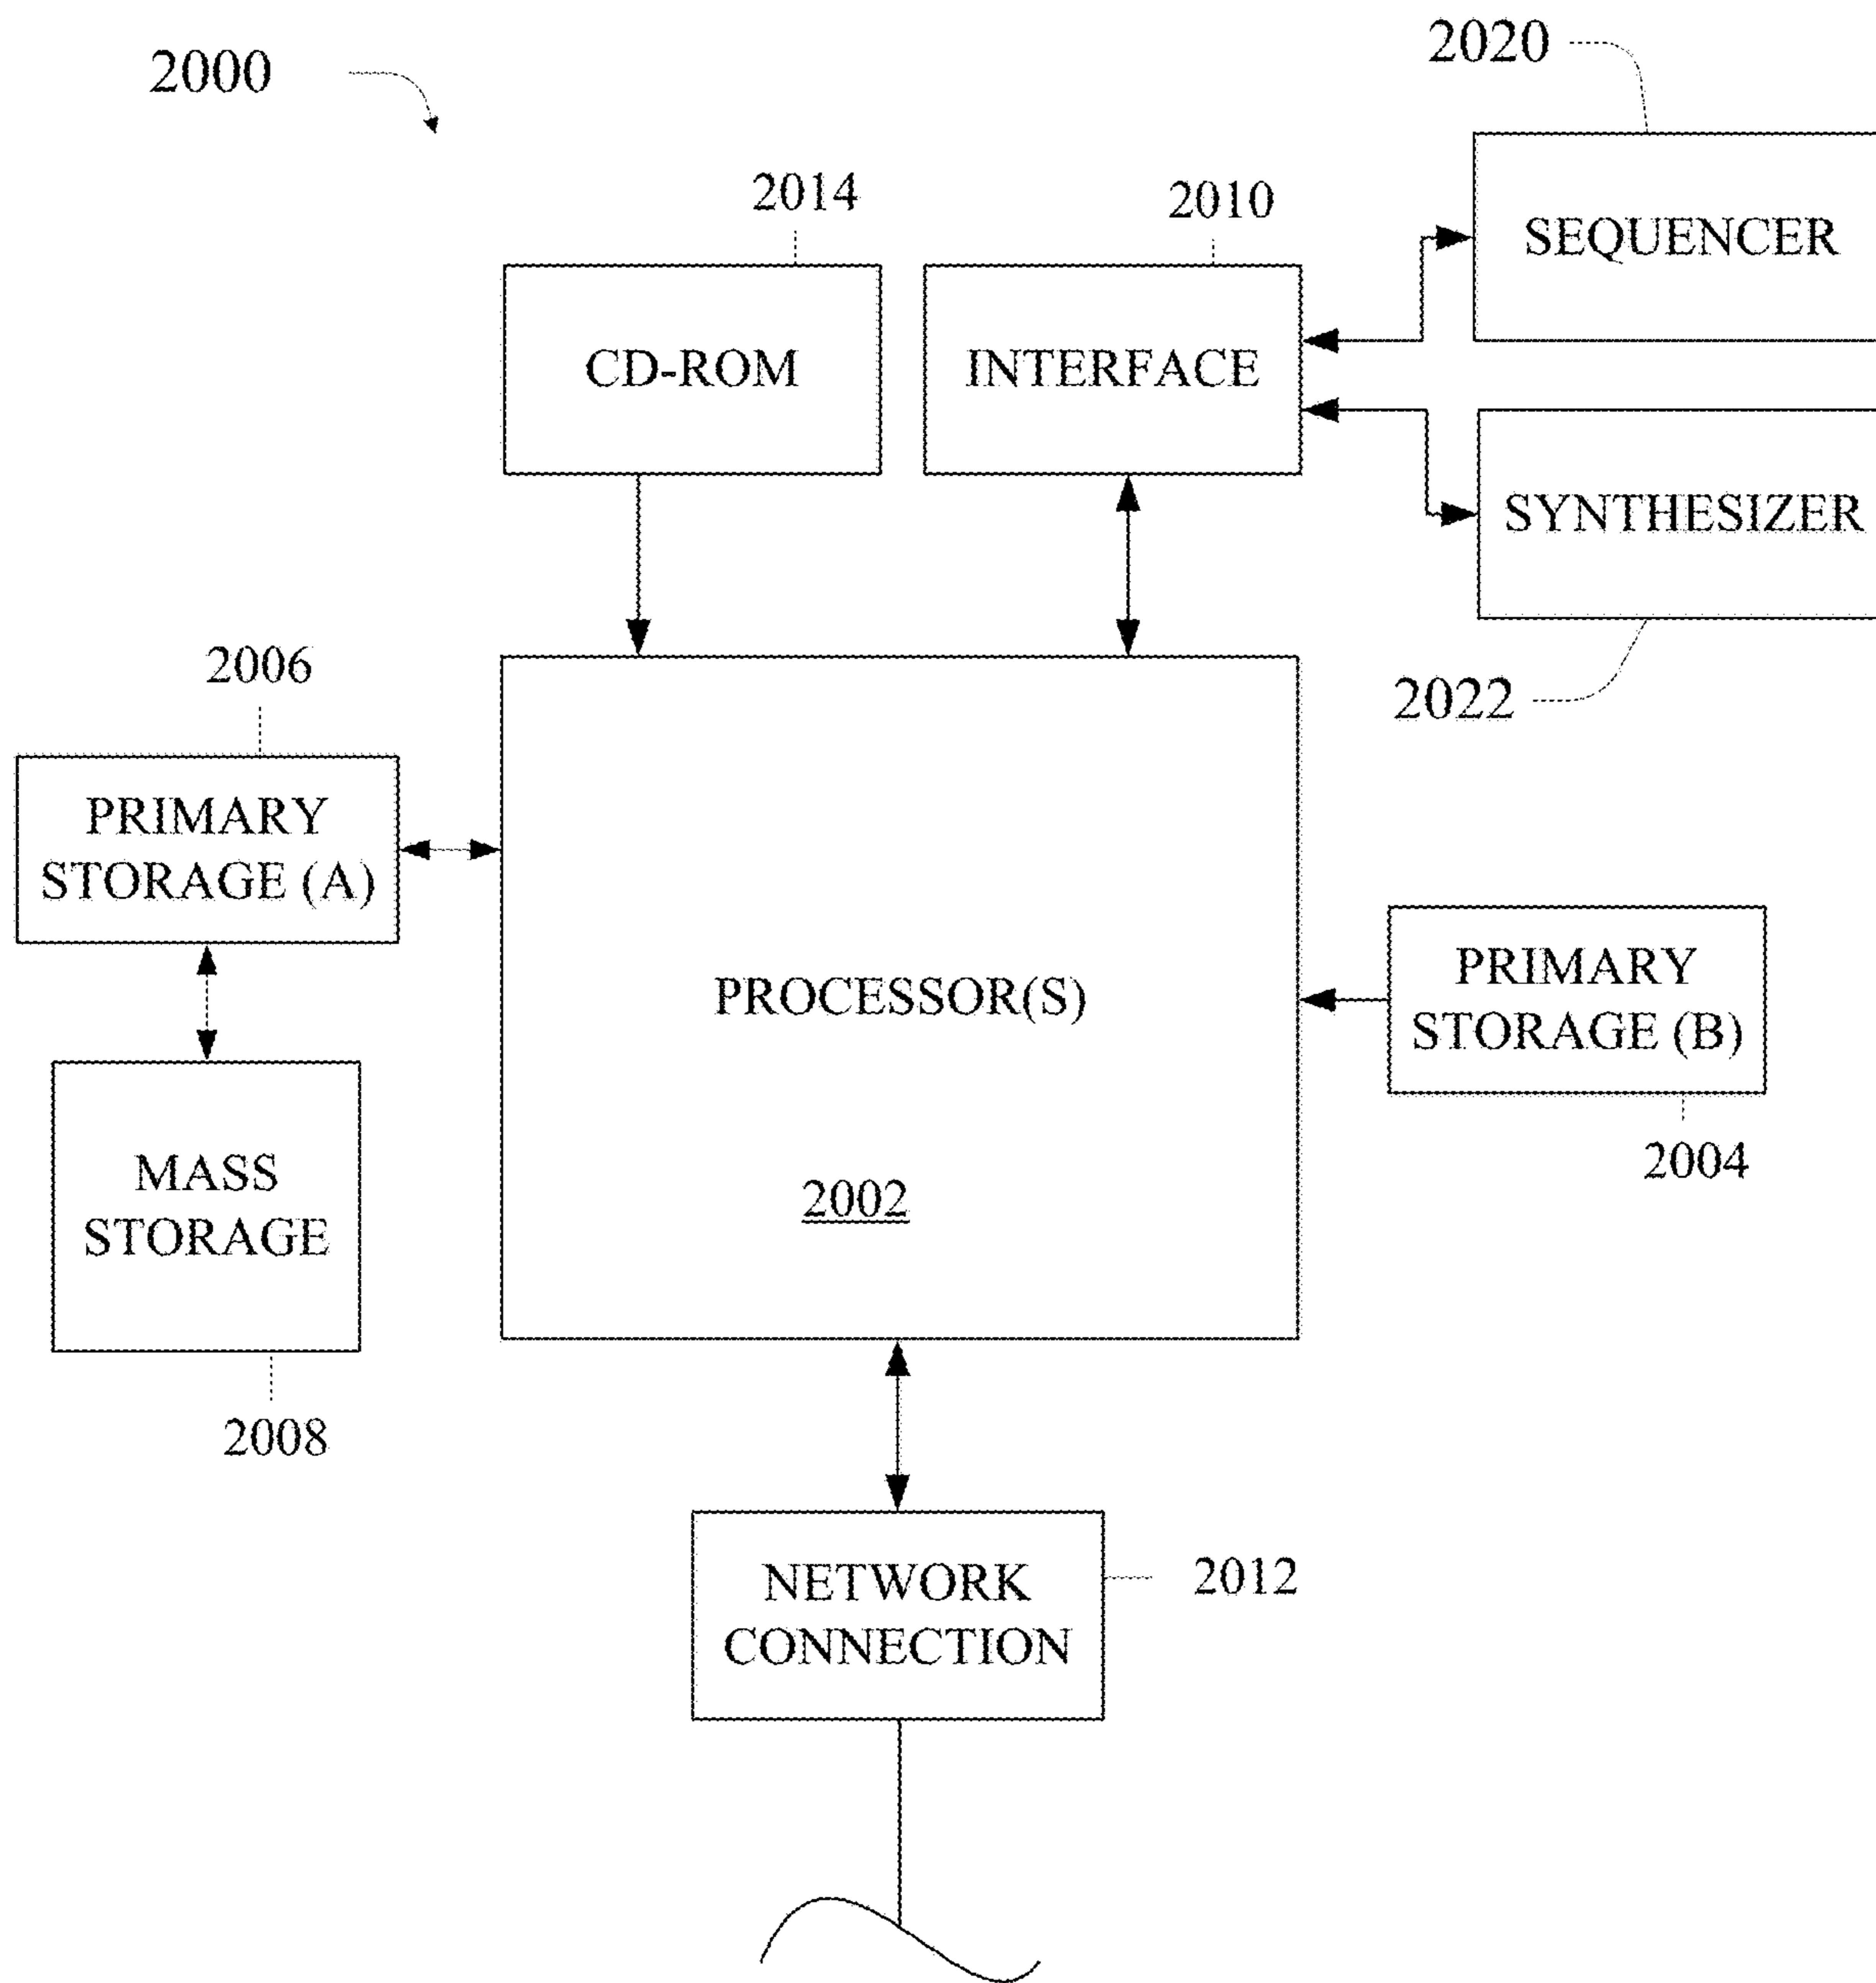 2000
2020
2014
2010
SEQUENCER
CD-ROM
INTERFACE
SYNTHESIZER
2006
2022
PRIMARY
STORAGE (A)
PROCESSOR(S)
PRIMARY
STORAGE (B)
2004
MASS
STORAGE
2002
2008
NETWORK
CONNECTION
2012